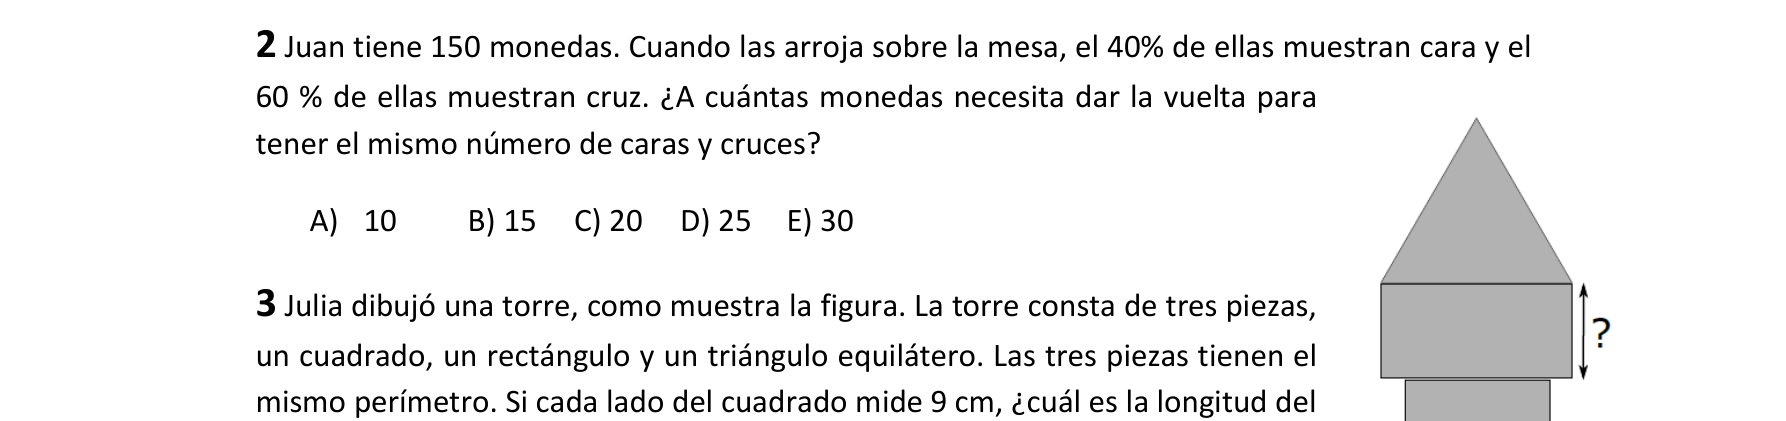 2 Juan tiene 150 monedas. Cuando las arroja sobre la mesa, el 40% de ellas muestran cara y el
60 % de ellas muestran cruz. ¿A cuántas monedas necesita dar la vuelta para
tener el mismo número de caras y cruces?
A) 10 B) 15 C) 20 D) 25 E) 30
3 Julia dibujó una torre, como muestra la figura. La torre consta de tres piezas,
?
un cuadrado, un rectángulo y un triángulo equilátero. Las tres piezas tienen el
mismo perímetro. Si cada lado del cuadrado mide 9 cm, ¿cuál es la longitud del